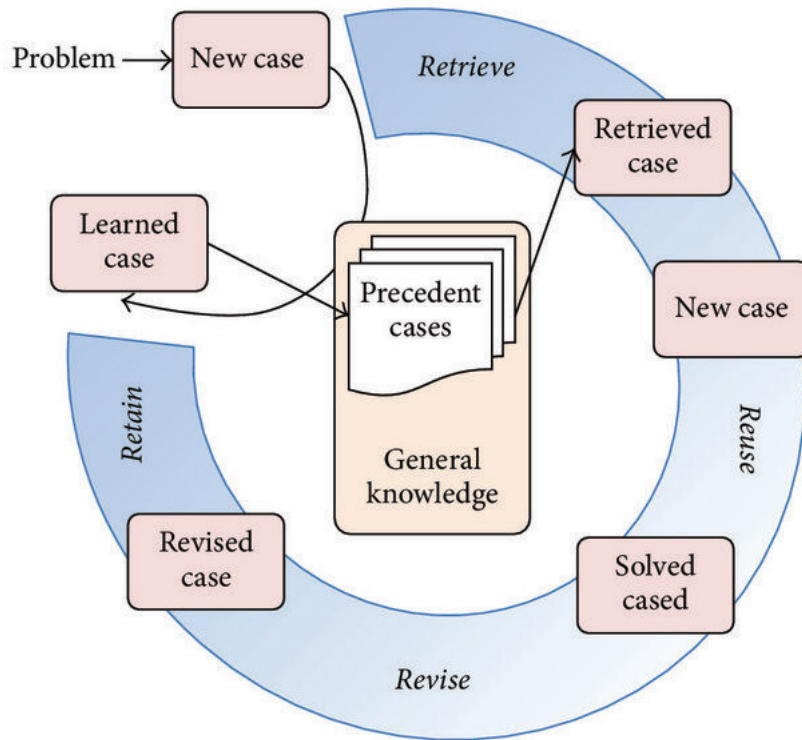 Problem
New case
Retrieve
Retrieved
case
Learned
case
Precedent
cases
New case
General
knowledge
Reuse
Retain
Revised
case
Solved
cased
Revise